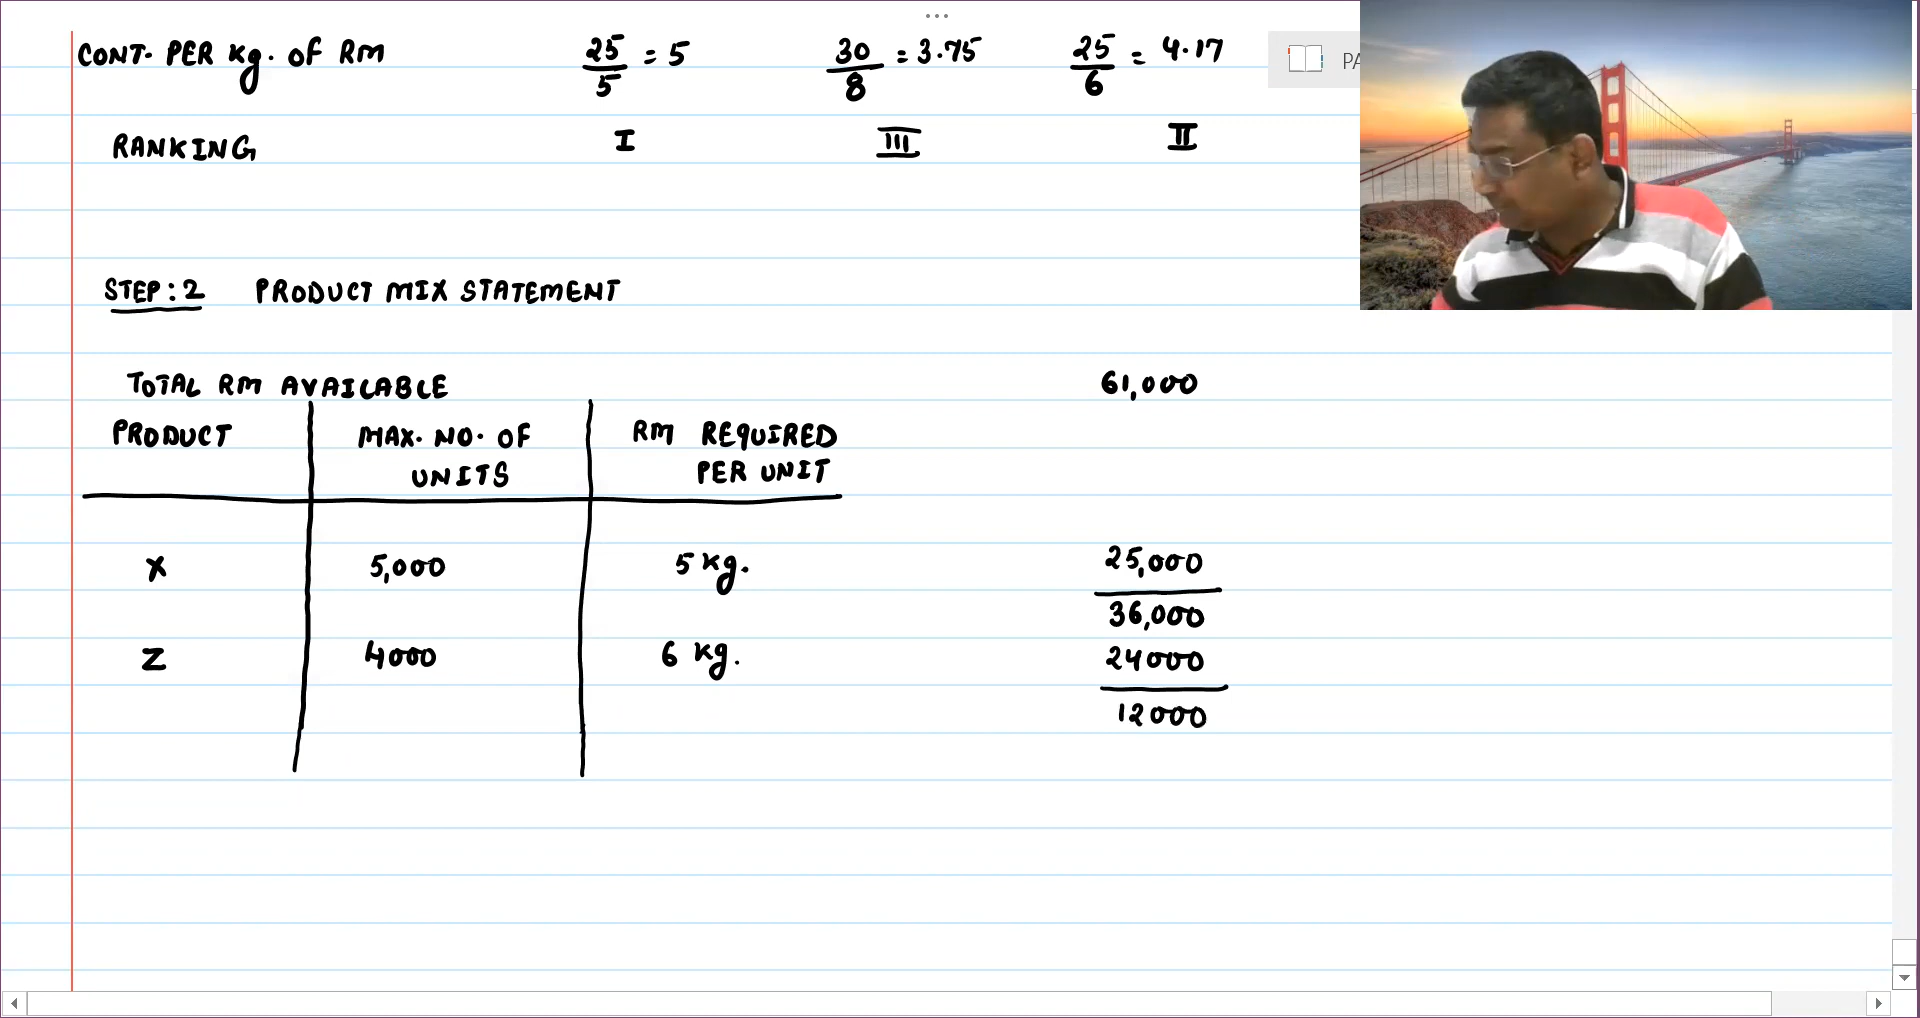 CONT. PER Kg. of RM 25/5 = 5 30/8 = 3.75 25/6 = 4.17
PA
RANKING I III II
STEP: 2 PRODUCT MIX STATEMENT
TOTAL RM AVAILABLE 61,000
PRODUCT MAX. NO. OF UNITS RM REQUIRED PER UNIT
X 5,000 5 kg. 25,000
36,000
Z 4000 6 kg. 24000
12000